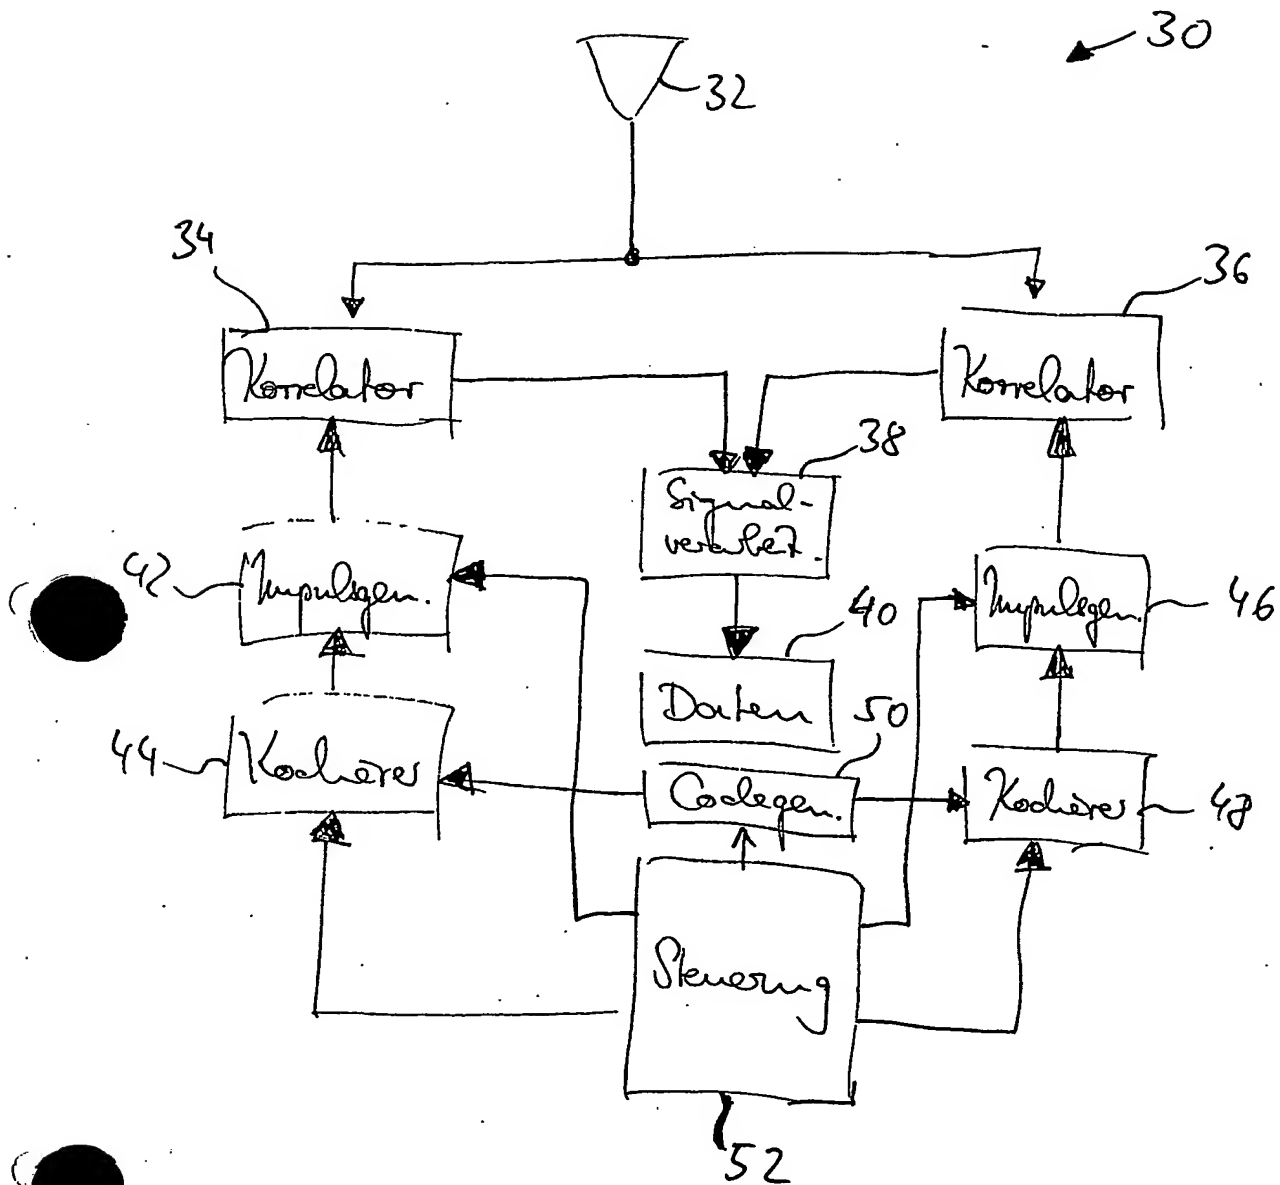 30
32
34
36
Korrelator
Korrelator
38
Signal-
verarbeit.
42
Impulsgen.
Impulsgen.
46
40
Daten
50
44
Kodierer
Codegen.
Kodierer
48
Steuerung
52